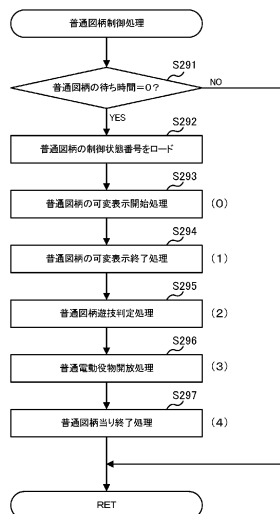 普通図柄制御処理
S291
普通図柄の待ち時間=0?
NO
YES
S292
普通図柄の制御状態番号をロード
S293
普通図柄の可変表示開始処理
(0)
S294
普通図柄の可変表示終了処理
(1)
S295
普通図柄遊技判定処理
(2)
S296
普通電動役物開放処理
(3)
S297
普通図柄当り終了処理
(4)
RET